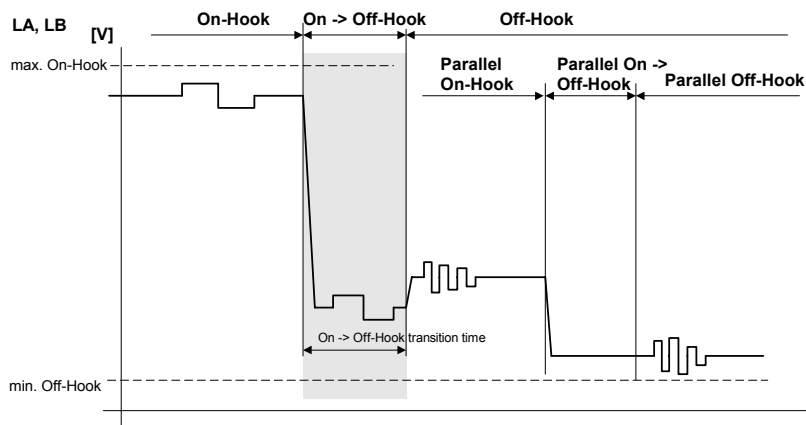 LA, LB
[V]
On-Hook
On -> Off-Hook
Off-Hook
max. On-Hook
Parallel
On-Hook
Parallel On ->
Off-Hook
Parallel Off-Hook
On -> Off-Hook transition time
min. Off-Hook